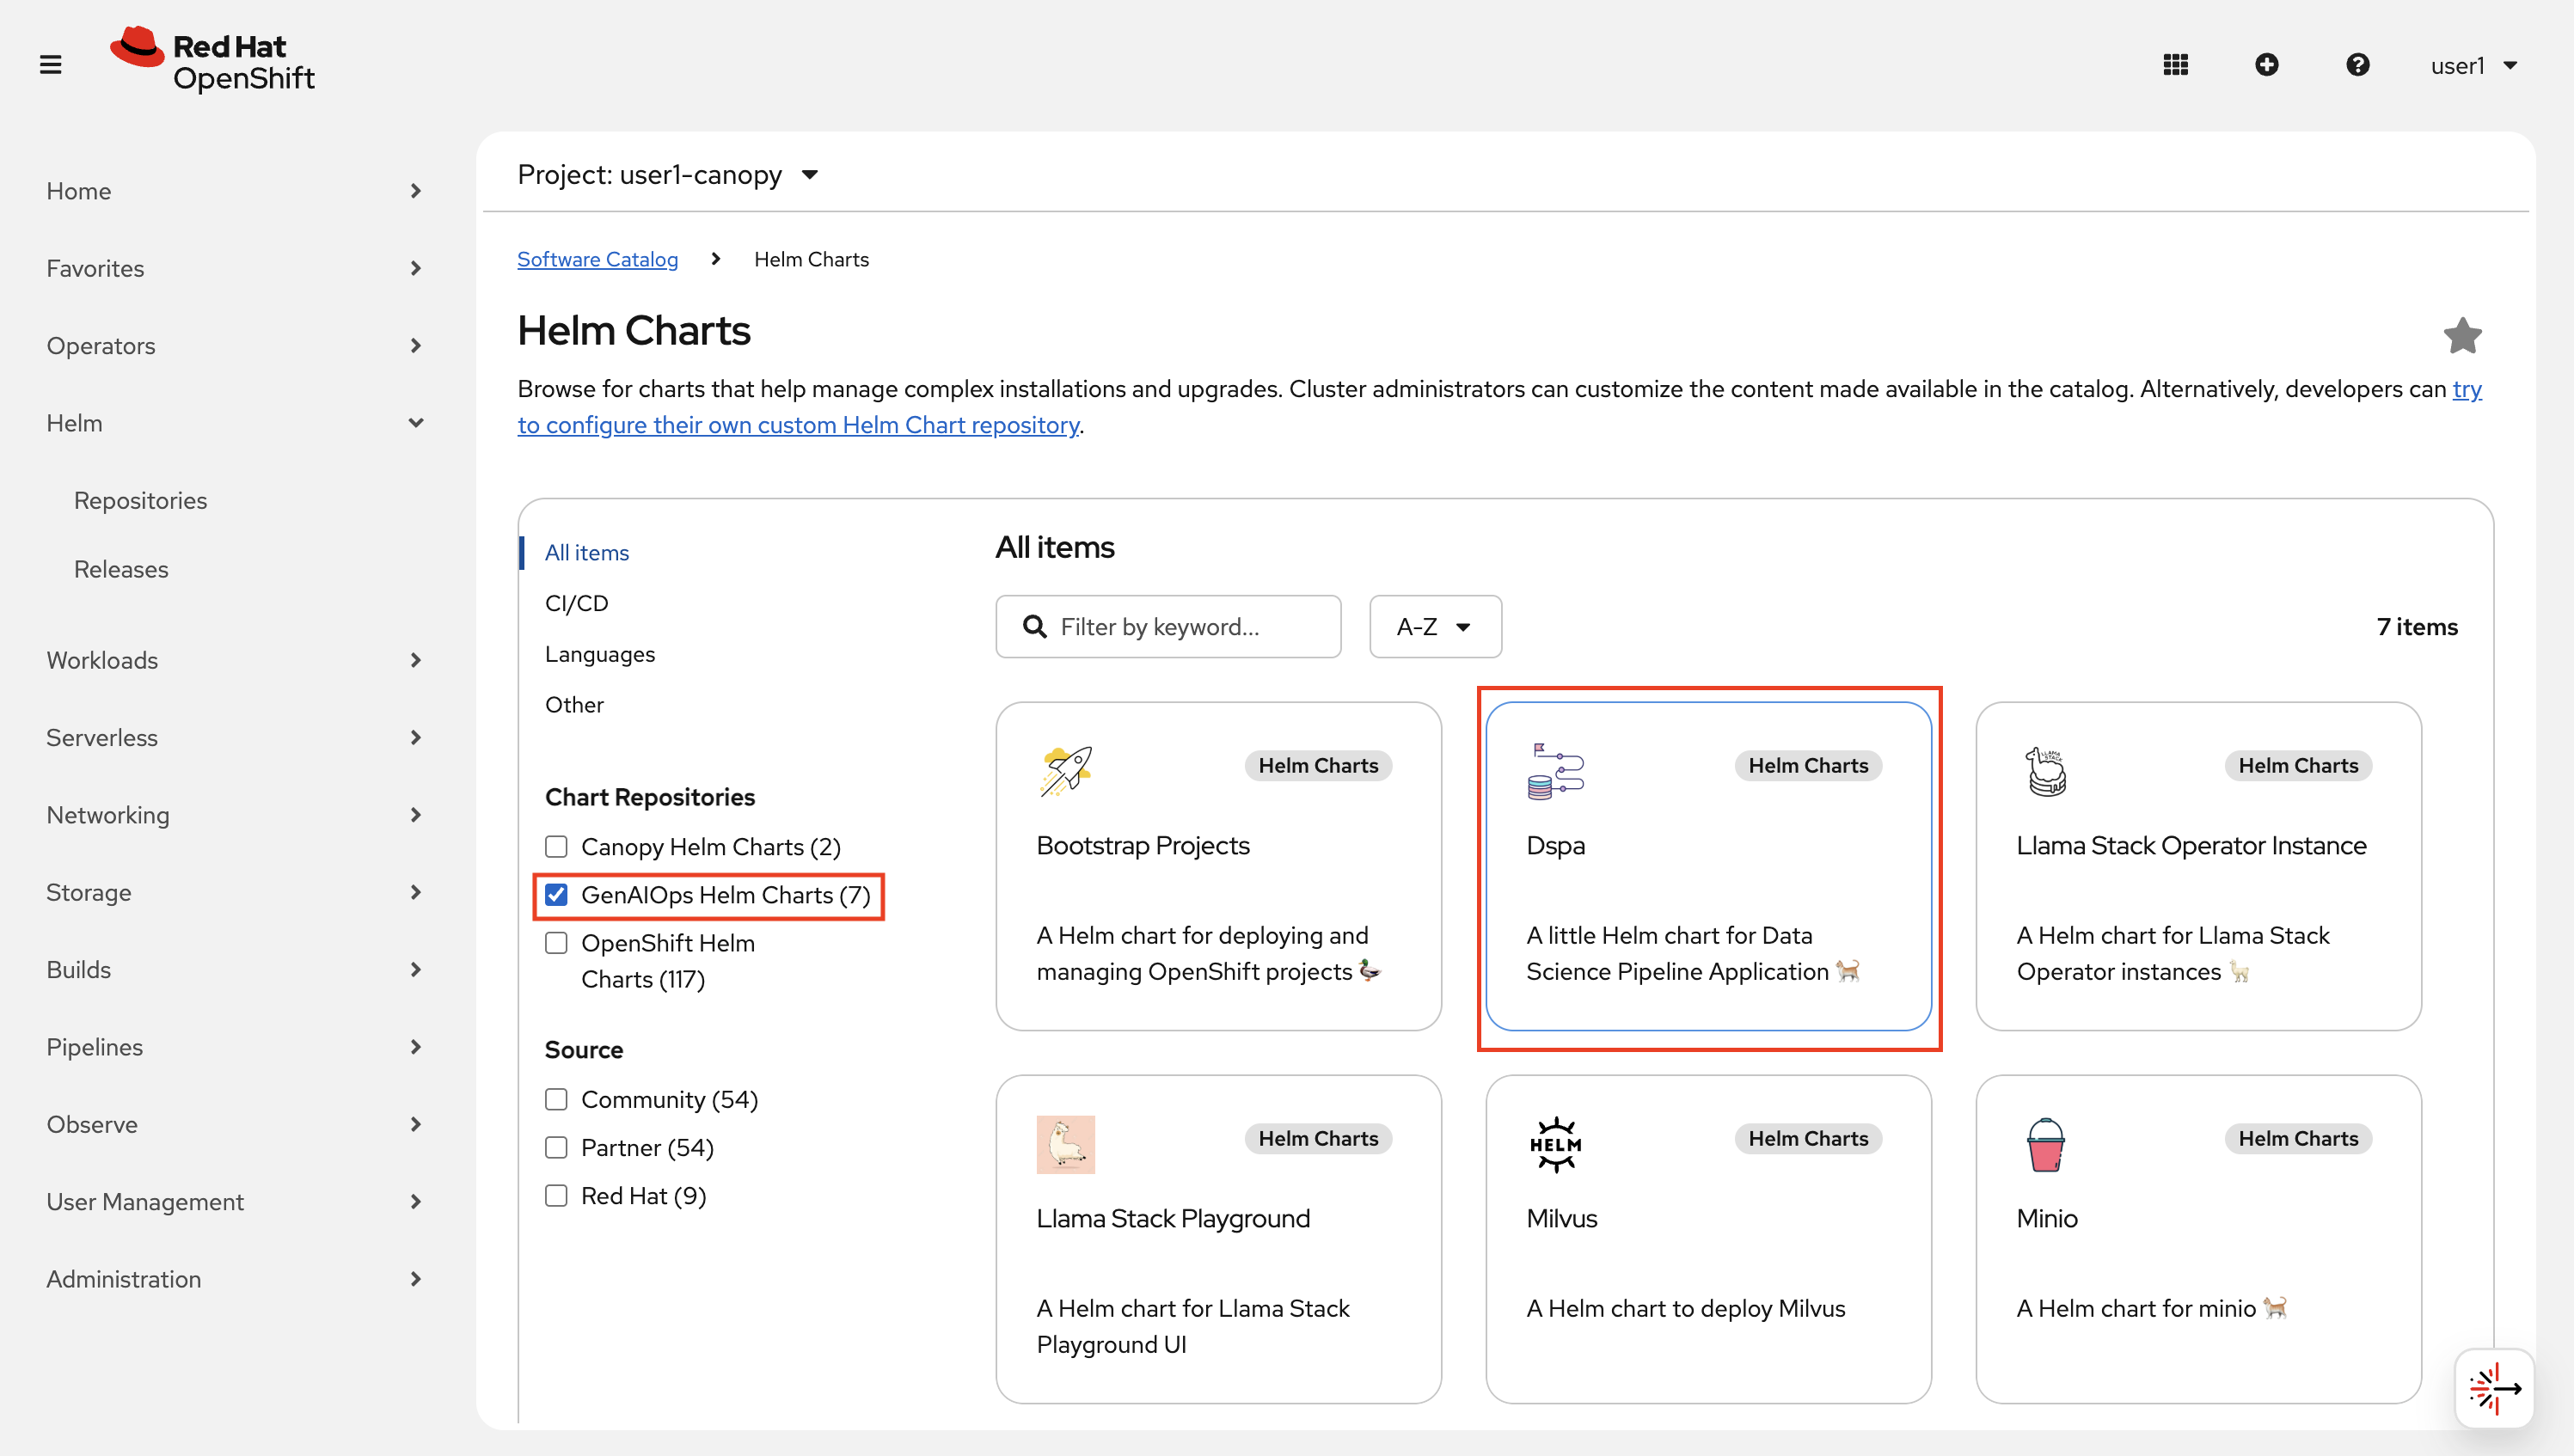 Red Hat
OpenShift
user1
Home
Favorites
Operators
Helm
Repositories
Releases
Workloads
Serverless
Networking
Storage
Builds
Pipelines
Observe
User Management
Administration
Project: user1-canopy
Software Catalog
Helm Charts
Helm Charts
Browse for charts that help manage complex installations and upgrades. Cluster administrators can customize the content made available in the catalog. Alternatively, developers can try
to configure their own custom Helm Chart repository.
All items
CI/CD
Languages
Other
Chart Repositories
Canopy Helm Charts (2)
GenAIOps Helm Charts (7)
OpenShift Helm
Charts (117)
Source
Community (54)
Partner (54)
Red Hat (9)
All items
Filter by keyword...
A-Z
7 items
Helm Charts
Bootstrap Projects
A Helm chart for deploying and
managing OpenShift projects 🦆
Helm Charts
Dspa
A little Helm chart for Data
Science Pipeline Application 🐈
LLAMA
STACK
Helm Charts
Llama Stack Operator Instance
A Helm chart for Llama Stack
Operator instances 🦙
Helm Charts
Llama Stack Playground
A Helm chart for Llama Stack
Playground UI
HELM
Helm Charts
Milvus
A Helm chart to deploy Milvus
Helm Charts
Minio
A Helm chart for minio 🐈